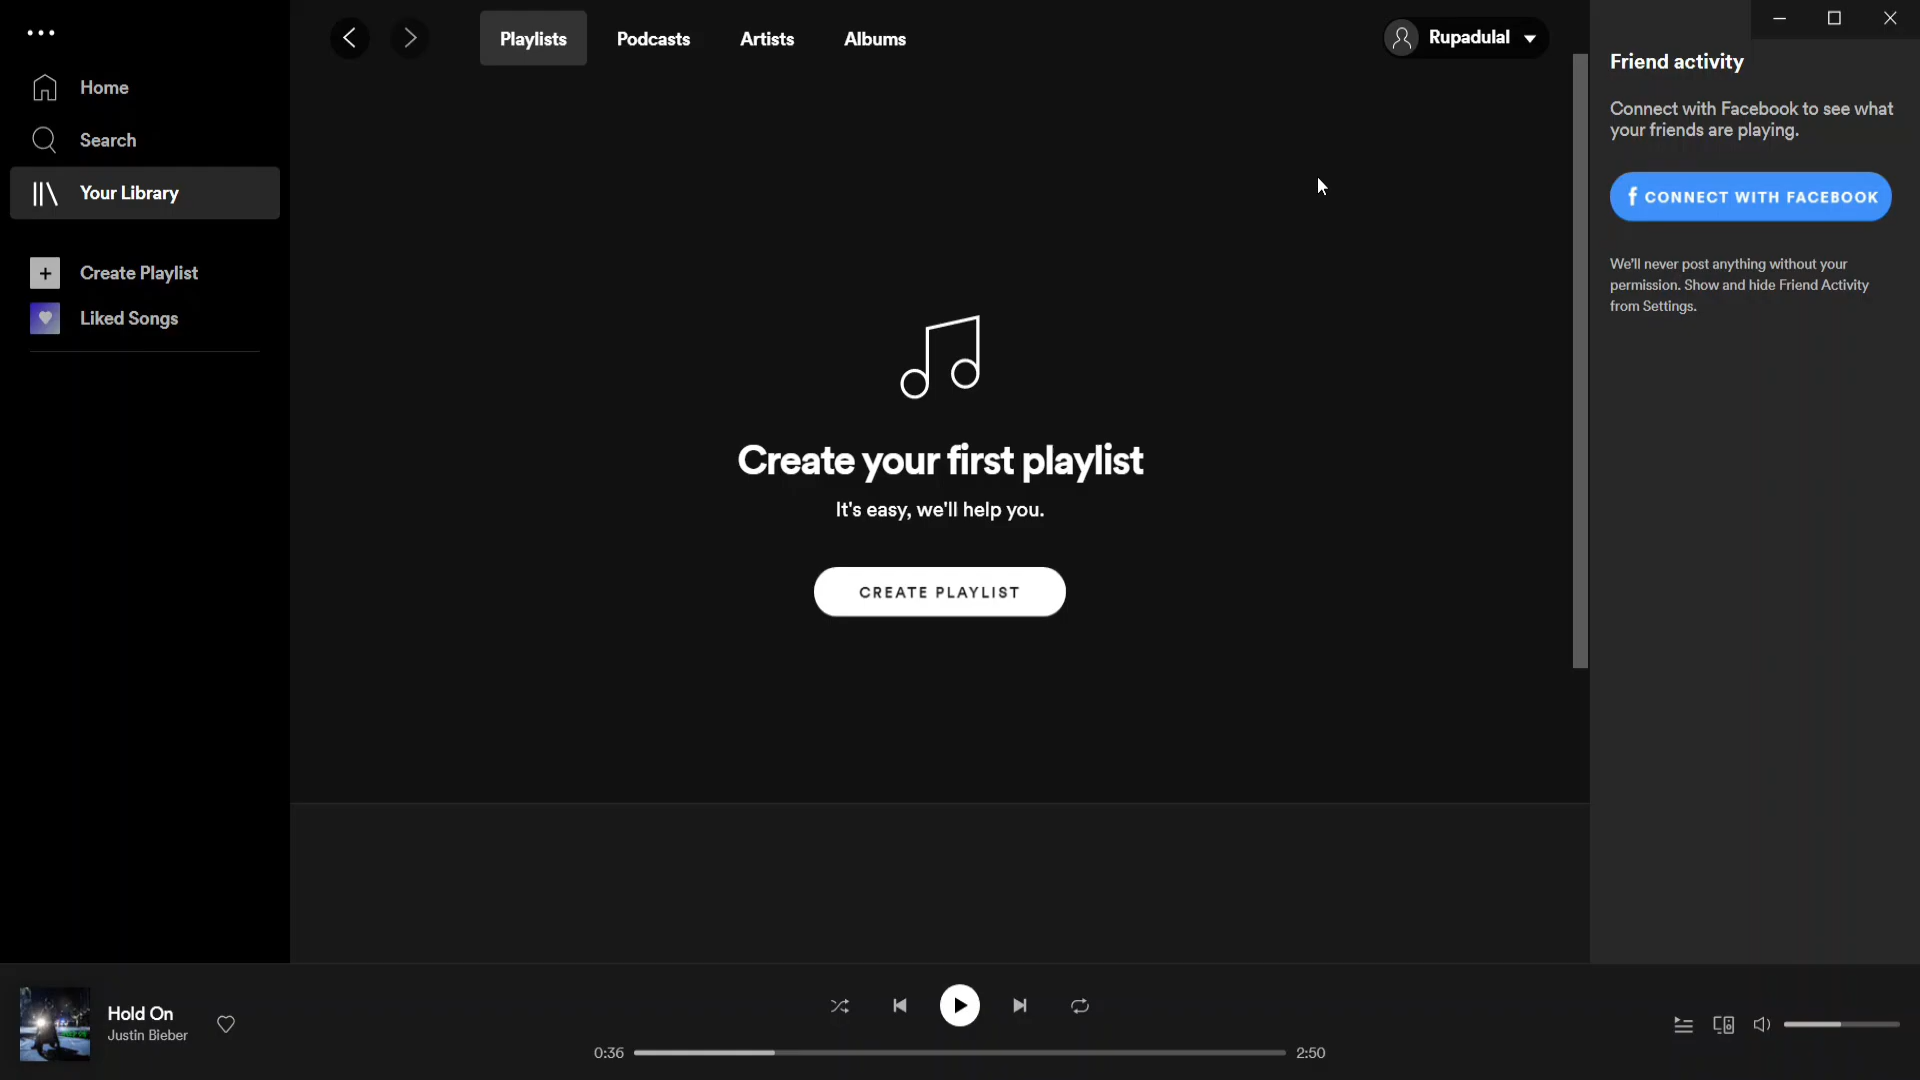 Home
Search
Your Library
Create Playlist
Liked Songs
Playlists
Podcasts
Artists
Albums
Rupadulal
Create your first playlist
It's easy, we'll help you.
CREATE PLAYLIST
Friend activity
Connect with Facebook to see what
your friends are playing.
f CONNECT WITH FACEBOOK
We'll never post anything without your
permission. Show and hide Friend Activity
from Settings.
Hold On
Justin Bieber
0:36
2:50